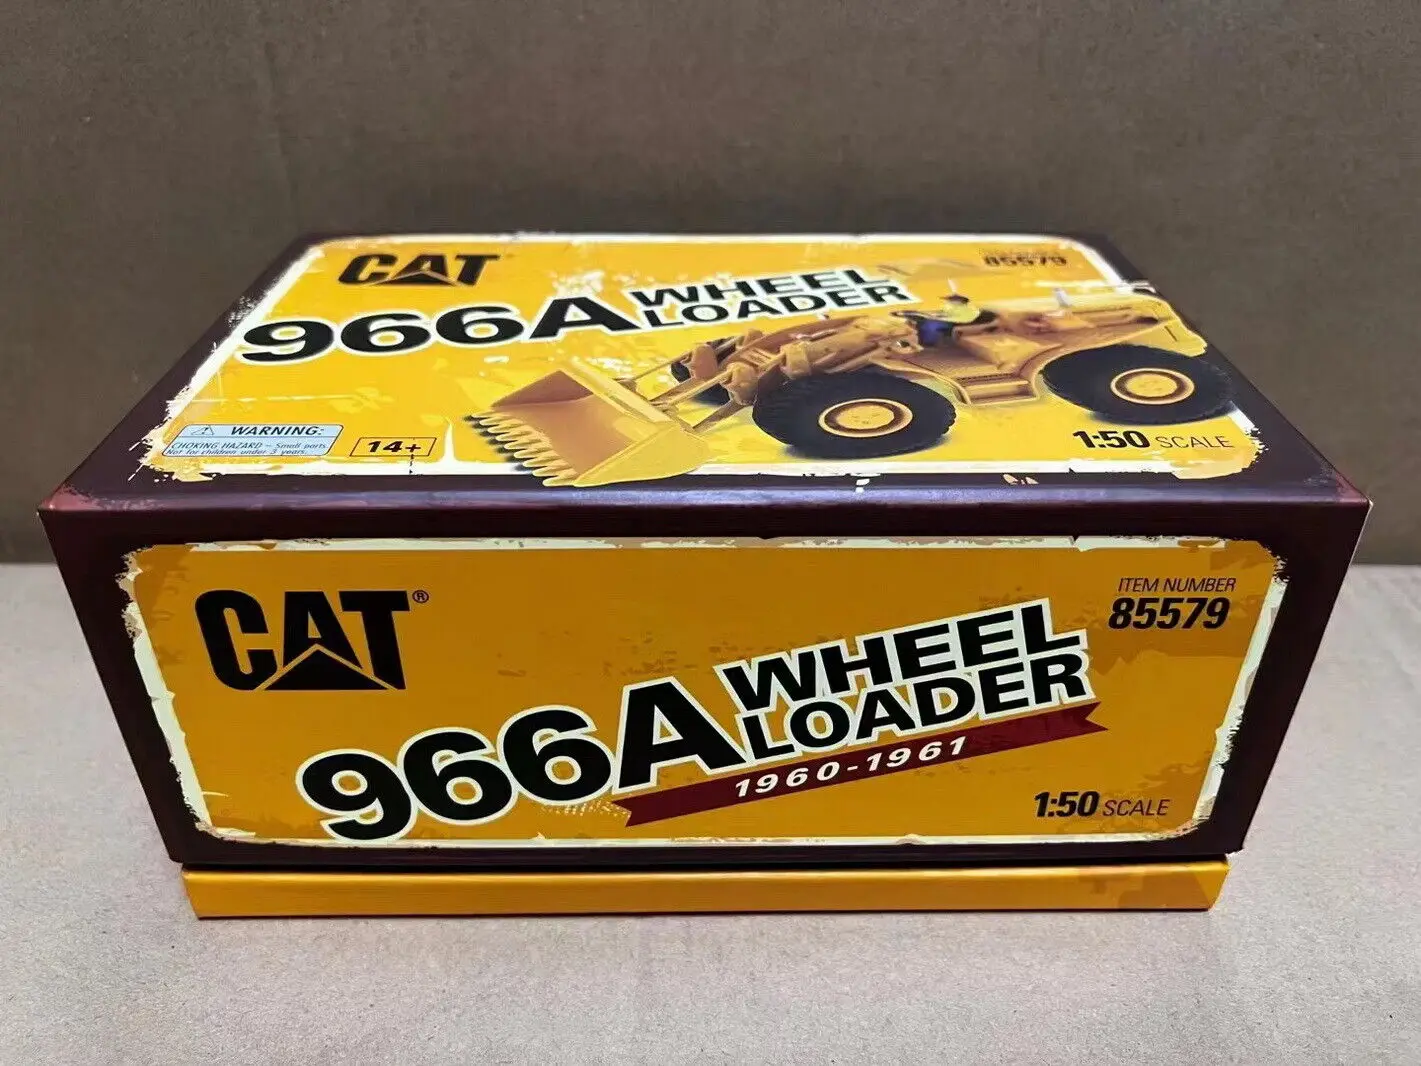 CAT
85579
966A WHEEL
LOADER
WARNING:
CHOKING HAZARD - Small parts
Not for children under 3 years.
14+
1:50 SCALE
CAT®
ITEM NUMBER
85579
966A WHEEL
LOADER
1960-1961
1:50 SCALE